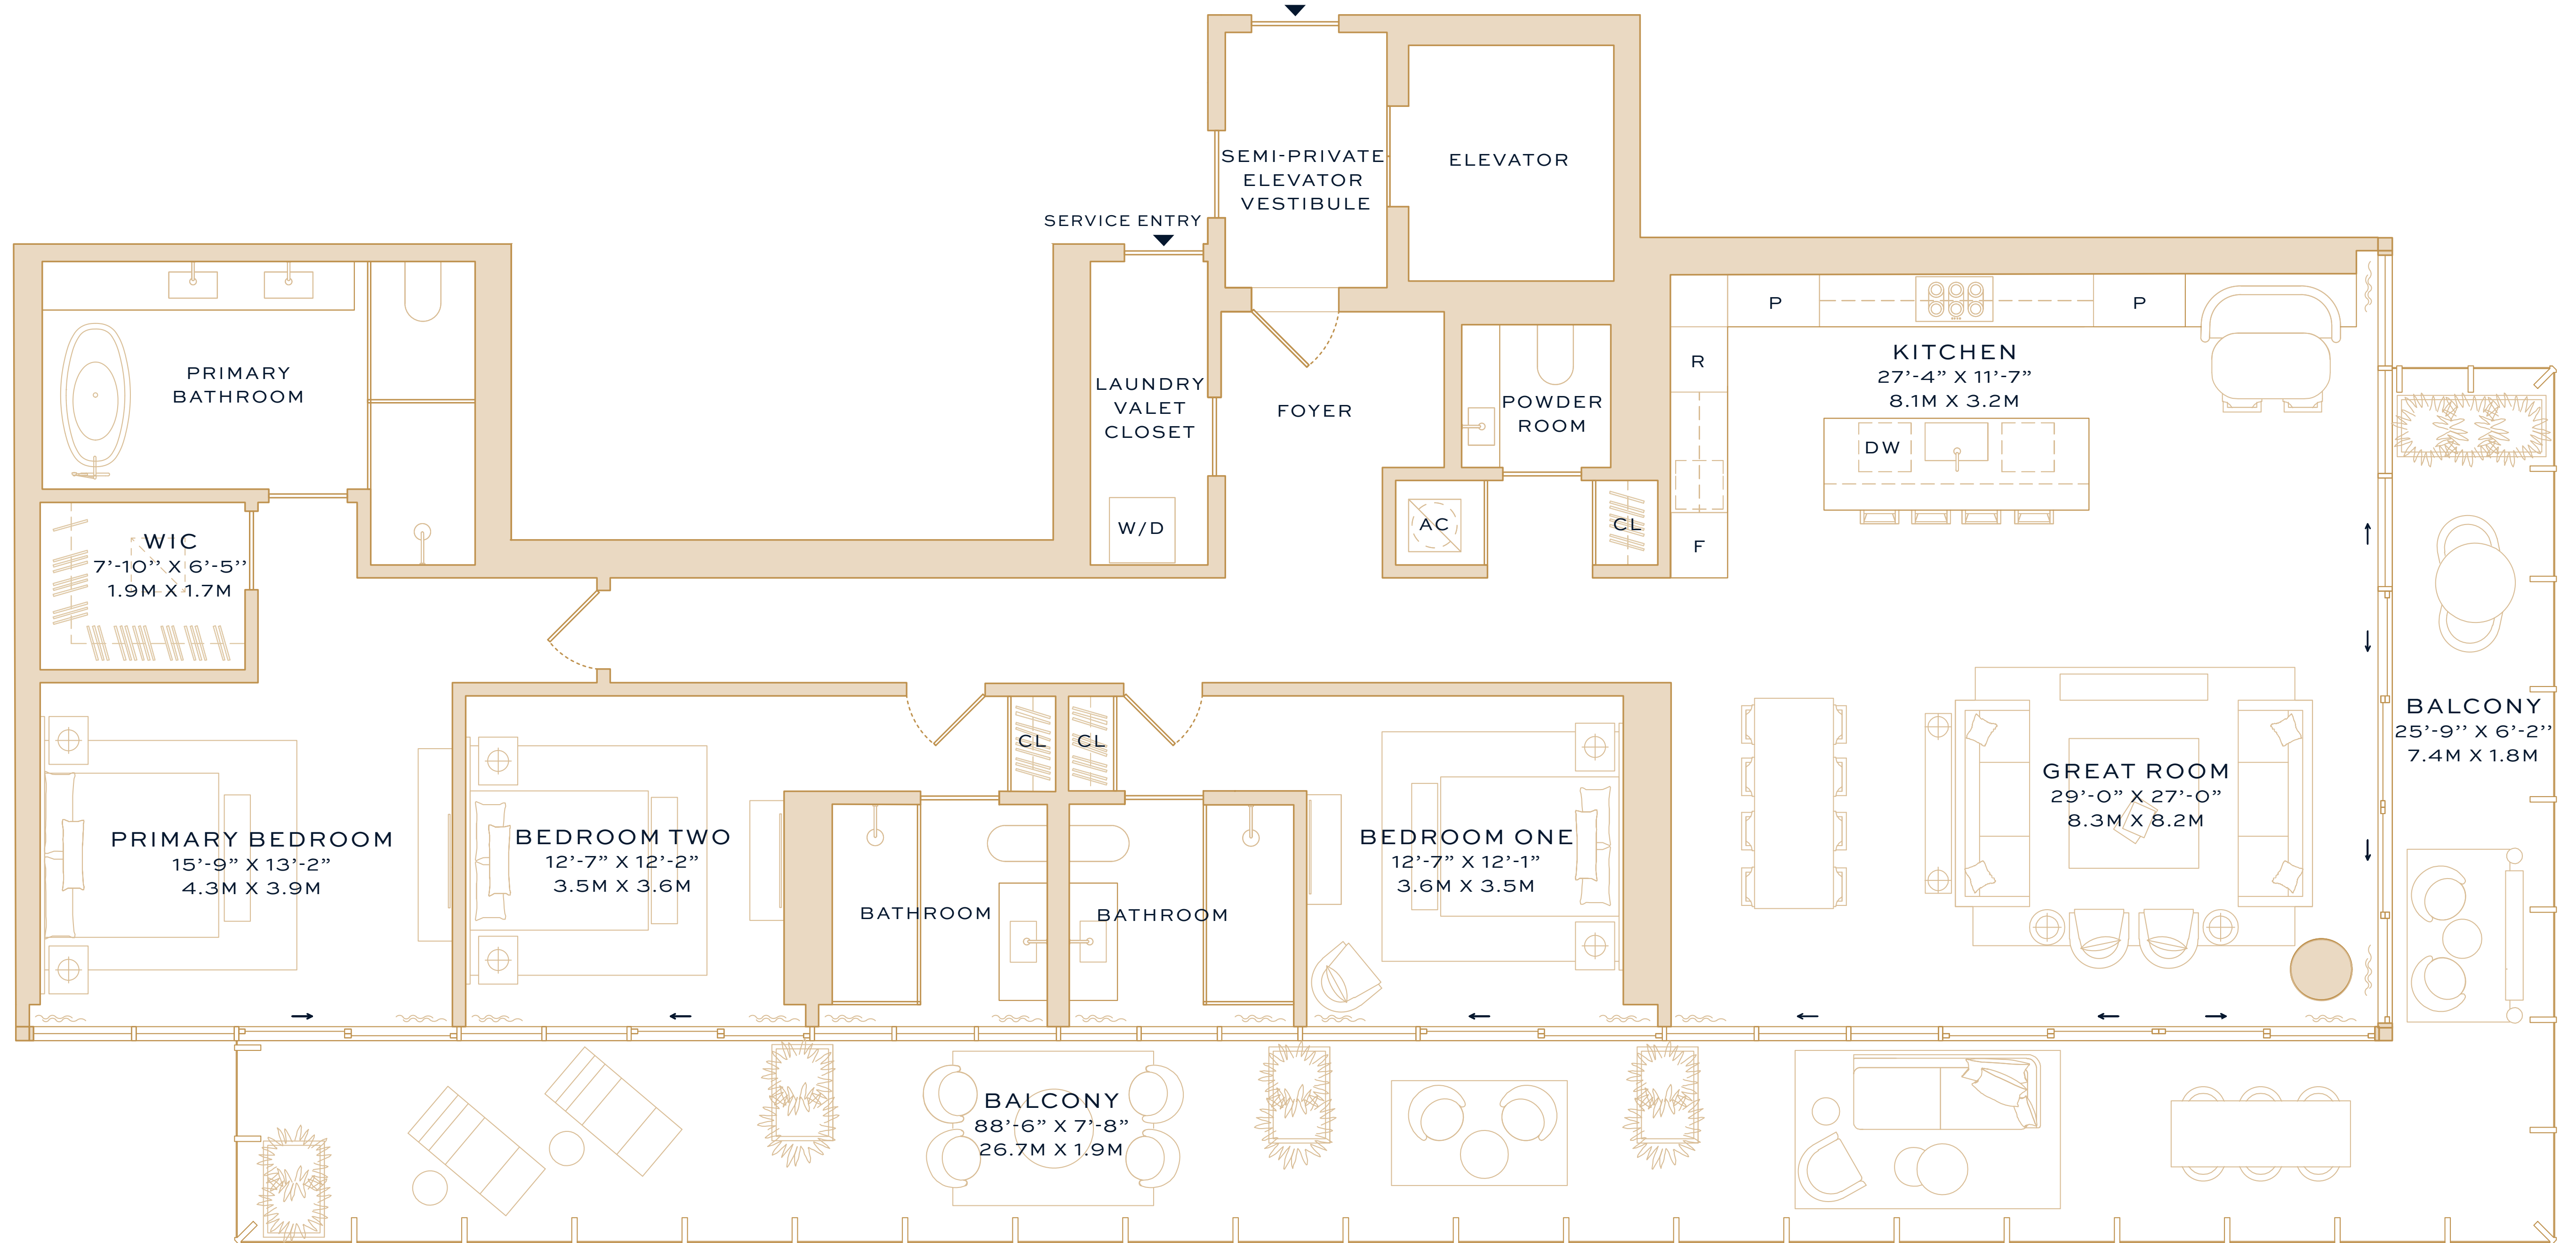 SEMI-PRIVATE
ELEVATOR
VESTIBULE
ELEVATOR
SERVICE ENTRY
PRIMARY
BATHROOM
LAUNDRY
VALET
CLOSET
W/D
FOYER
POWDER
ROOM
AC
CL
P
P
R
F
KITCHEN
27’-4” X 11’-7”
8.1M X 3.2M
DW
WIC
7’-10’’ X 6’-5’’
1.9M X 1.7M
PRIMARY BEDROOM
15’-9” X 13’-2”
4.3M X 3.9M
BEDROOM TWO
12’-7” X 12’-2”
3.5M X 3.6M
CL
CL
BATHROOM
BATHROOM
BEDROOM ONE
12’-7” X 12’-1”
3.6M X 3.5M
GREAT ROOM
29’-0” X 27’-0”
8.3M X 8.2M
BALCONY
25’-9’’ X 6’-2’’
7.4M X 1.8M
BALCONY
88’-6” X 7’-8”
26.7M X 1.9M